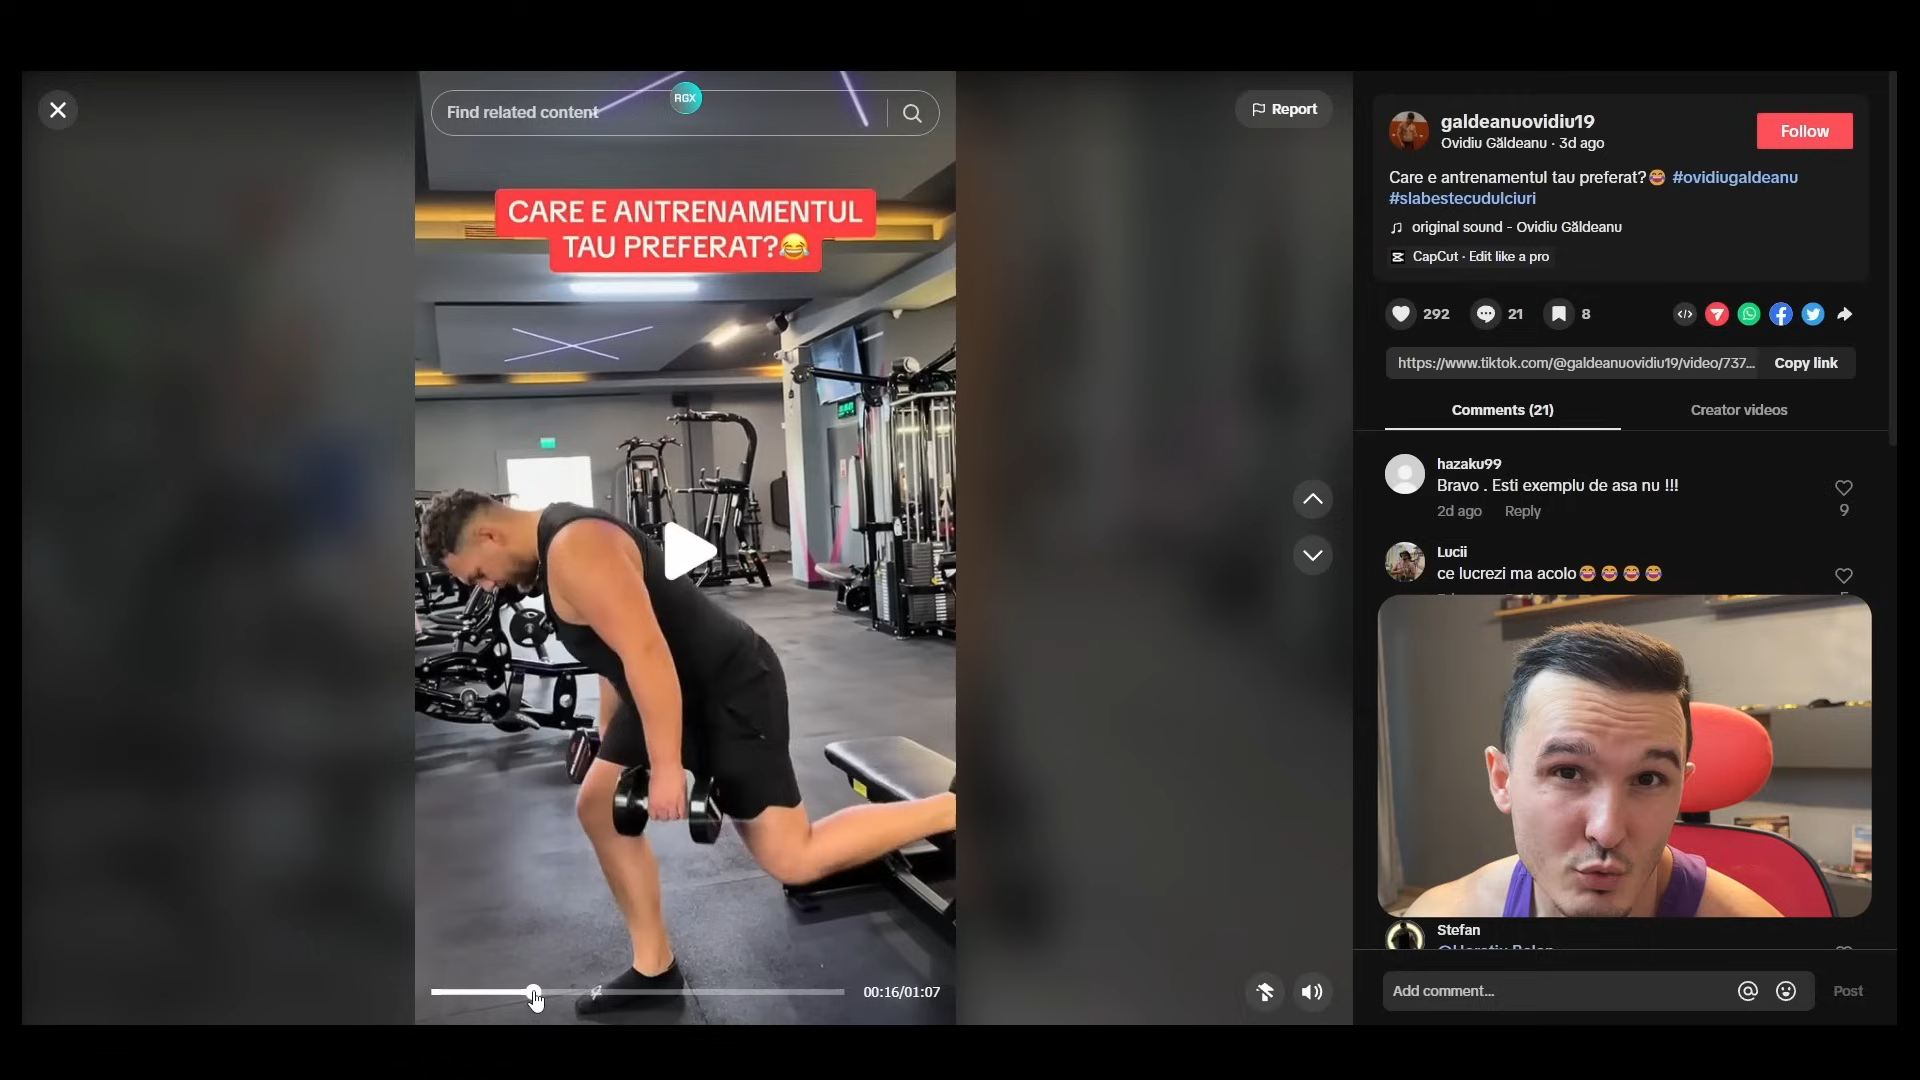 Find related content
RGX
Report
CARE E ANTRENAMENTUL
TAU PREFERAT?😂
00:16/01:07
galdeanuovidiu19
Ovidiu Găldeanu · 3d ago
Follow
Care e antrenamentul tau preferat?😂 #ovidiugaldeanu
#slabestecudulciuri
original sound - Ovidiu Găldeanu
CapCut · Edit like a pro
292
21
8
https://www.tiktok.com/@galdeanuovidiu19/video/737...
Copy link
Comments (21)
Creator videos
hazaku99
Bravo . Esti exemplu de asa nu !!!
2d ago
Reply
9
Lucii
ce lucrezi ma acolo😂😂😂😂
Stefan
Add comment...
Post